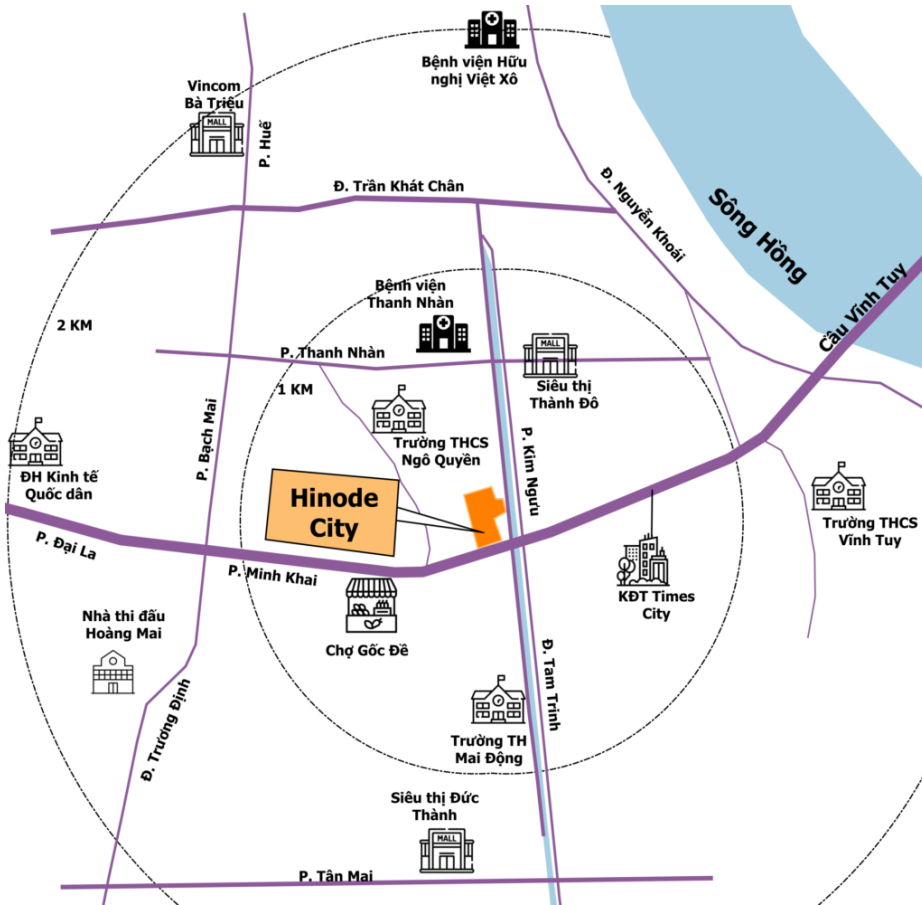 Bệnh viện Hữu
nghị Việt Xô
Vincom
Bà Triệu
MALL
P. Huế
Đ. Trần Khát Chân
Đ. Nguyễn Khoái
Sông Hồng
Cầu Vĩnh Tuy
Bệnh viện
Thanh Nhàn
2 KM
P. Thanh Nhàn
MALL
Siêu thị
Thành Đô
1 KM
P. Bạch Mai
Trường THCS
Ngô Quyền
P. Kim Ngưu
ĐH Kinh tế
Quốc dân
Hinode
City
Trường THCS
Vĩnh Tuy
P. Đại La
P. Minh Khai
KĐT Times
City
Nhà thi đấu
Hoàng Mai
Chợ Gốc Đề
Đ. Tam Trinh
Đ. Trương Định
Trường TH
Mai Động
Siêu thị Đức
Thành
MALL
P. Tân Mai